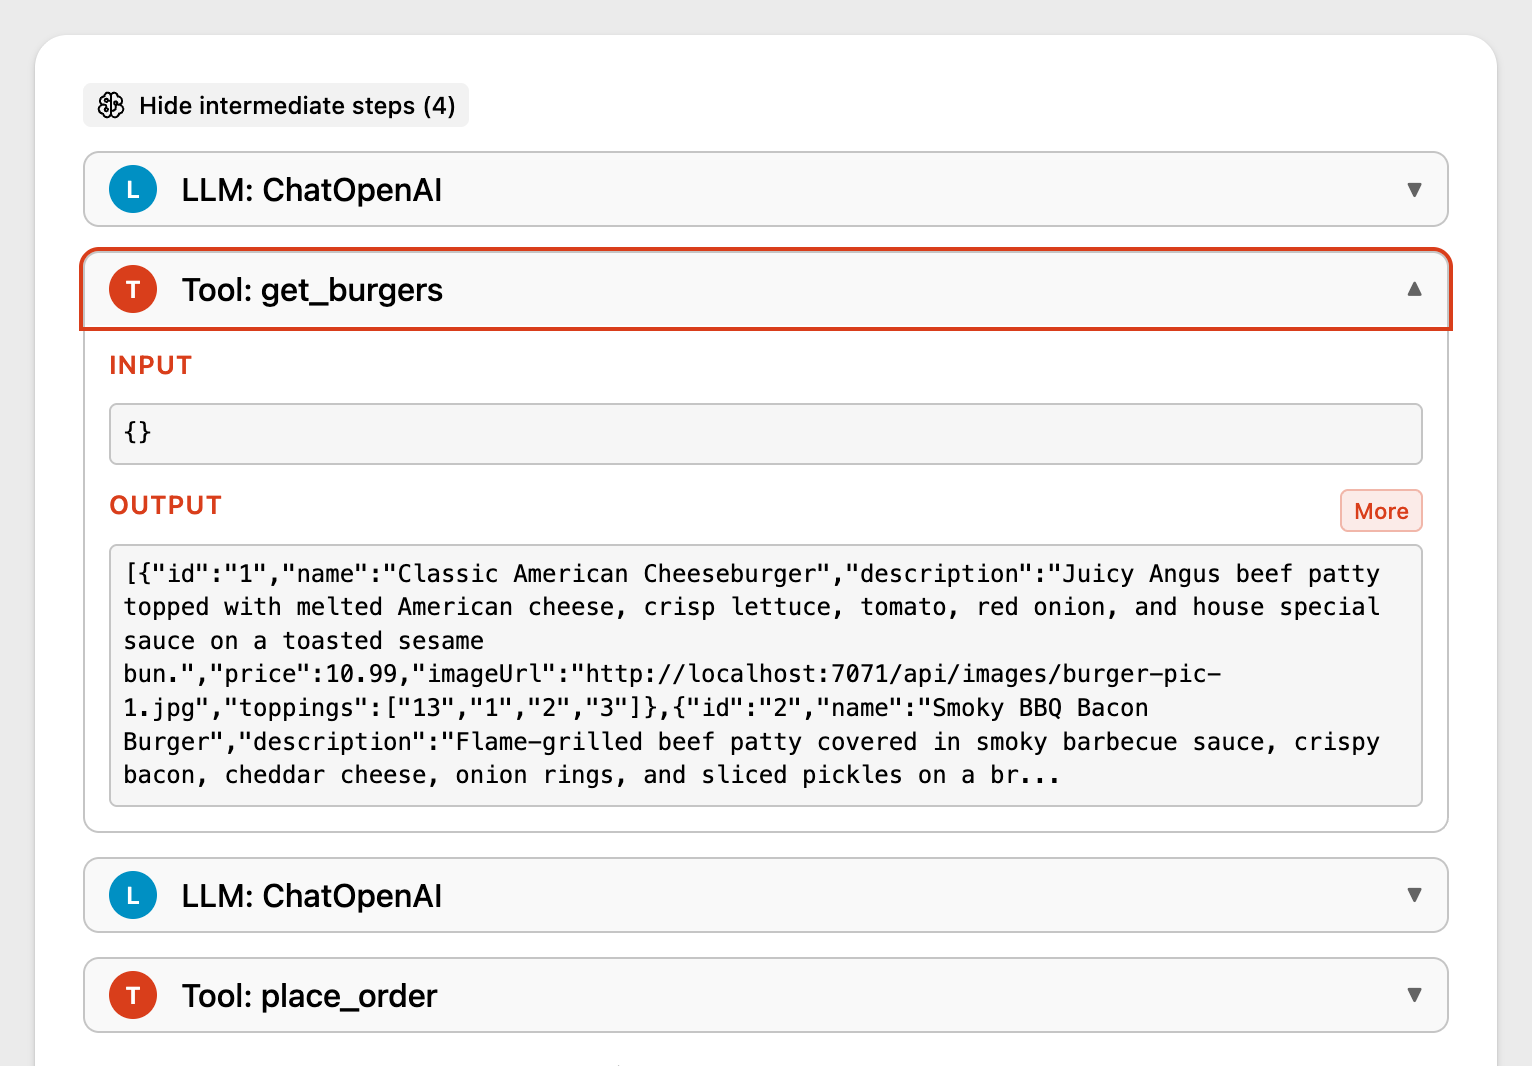 Hide intermediate steps (4)
L LLM: ChatOpenAI ▼
T Tool: get_burgers ▲
INPUT
{}
OUTPUT
More
[{"id":"1","name":"Classic American Cheeseburger","description":"Juicy Angus beef patty
topped with melted American cheese, crisp lettuce, tomato, red onion, and house special
sauce on a toasted sesame
bun.","price":10.99,"imageUrl":"http://localhost:7071/api/images/burger-pic-
1.jpg","toppings":["13","1","2","3"]},{"id":"2","name":"Smoky BBQ Bacon
Burger","description":"Flame-grilled beef patty covered in smoky barbecue sauce, crispy
bacon, cheddar cheese, onion rings, and sliced pickles on a br...
L LLM: ChatOpenAI ▼
T Tool: place_order ▼